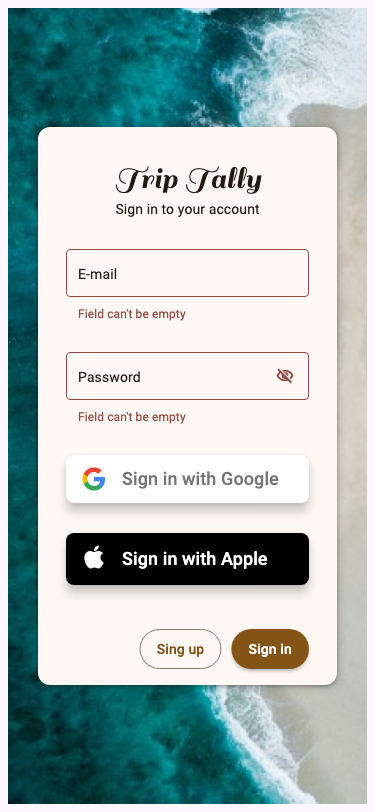 Trip Tally
Sign in to your account
E-mail
Field can't be empty
Password
Field can't be empty
Sign in with Google
Sign in with Apple
Sing up
Sign in